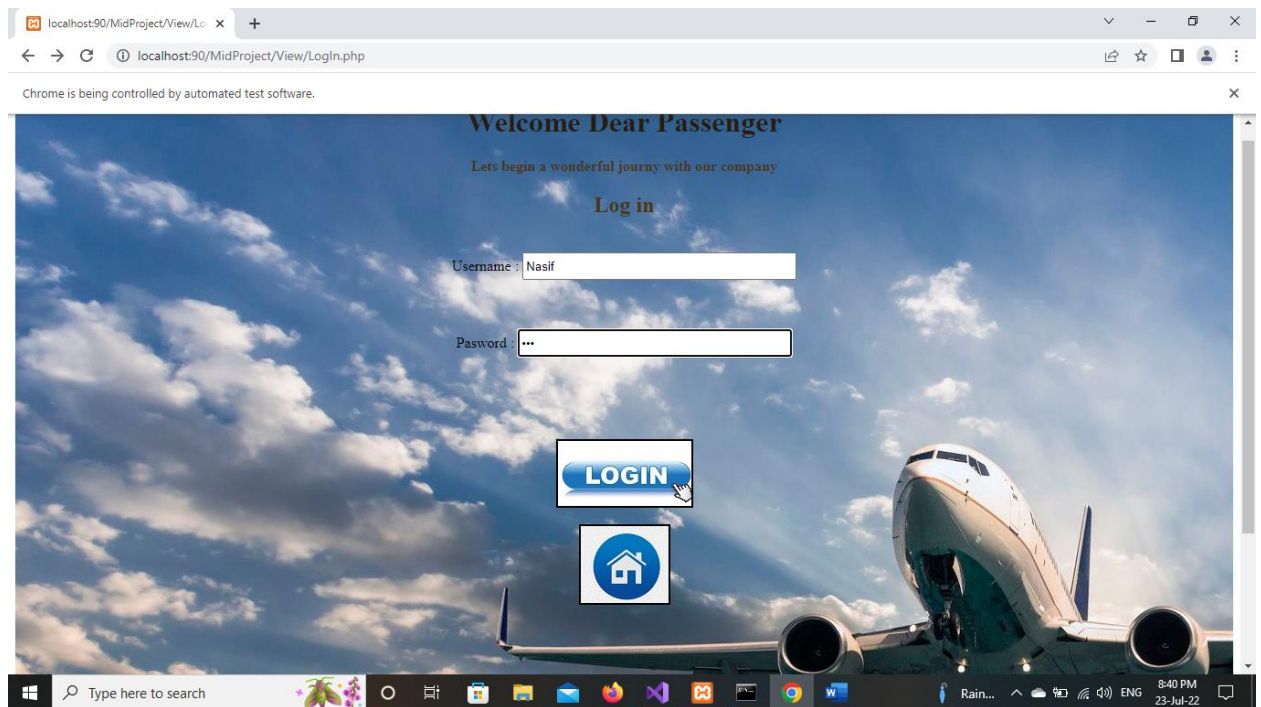 localhost:90/MidProject/View/Lo
localhost:90/MidProject/View/LogIn.php
Chrome is being controlled by automated test software.
Welcome Dear Passenger
Lets begin a wonderful journy with our company
Log in
Username : Nasif
Pasword : •••
LOGIN
Type here to search
Rain... ENG 8:40 PM
23-Jul-22